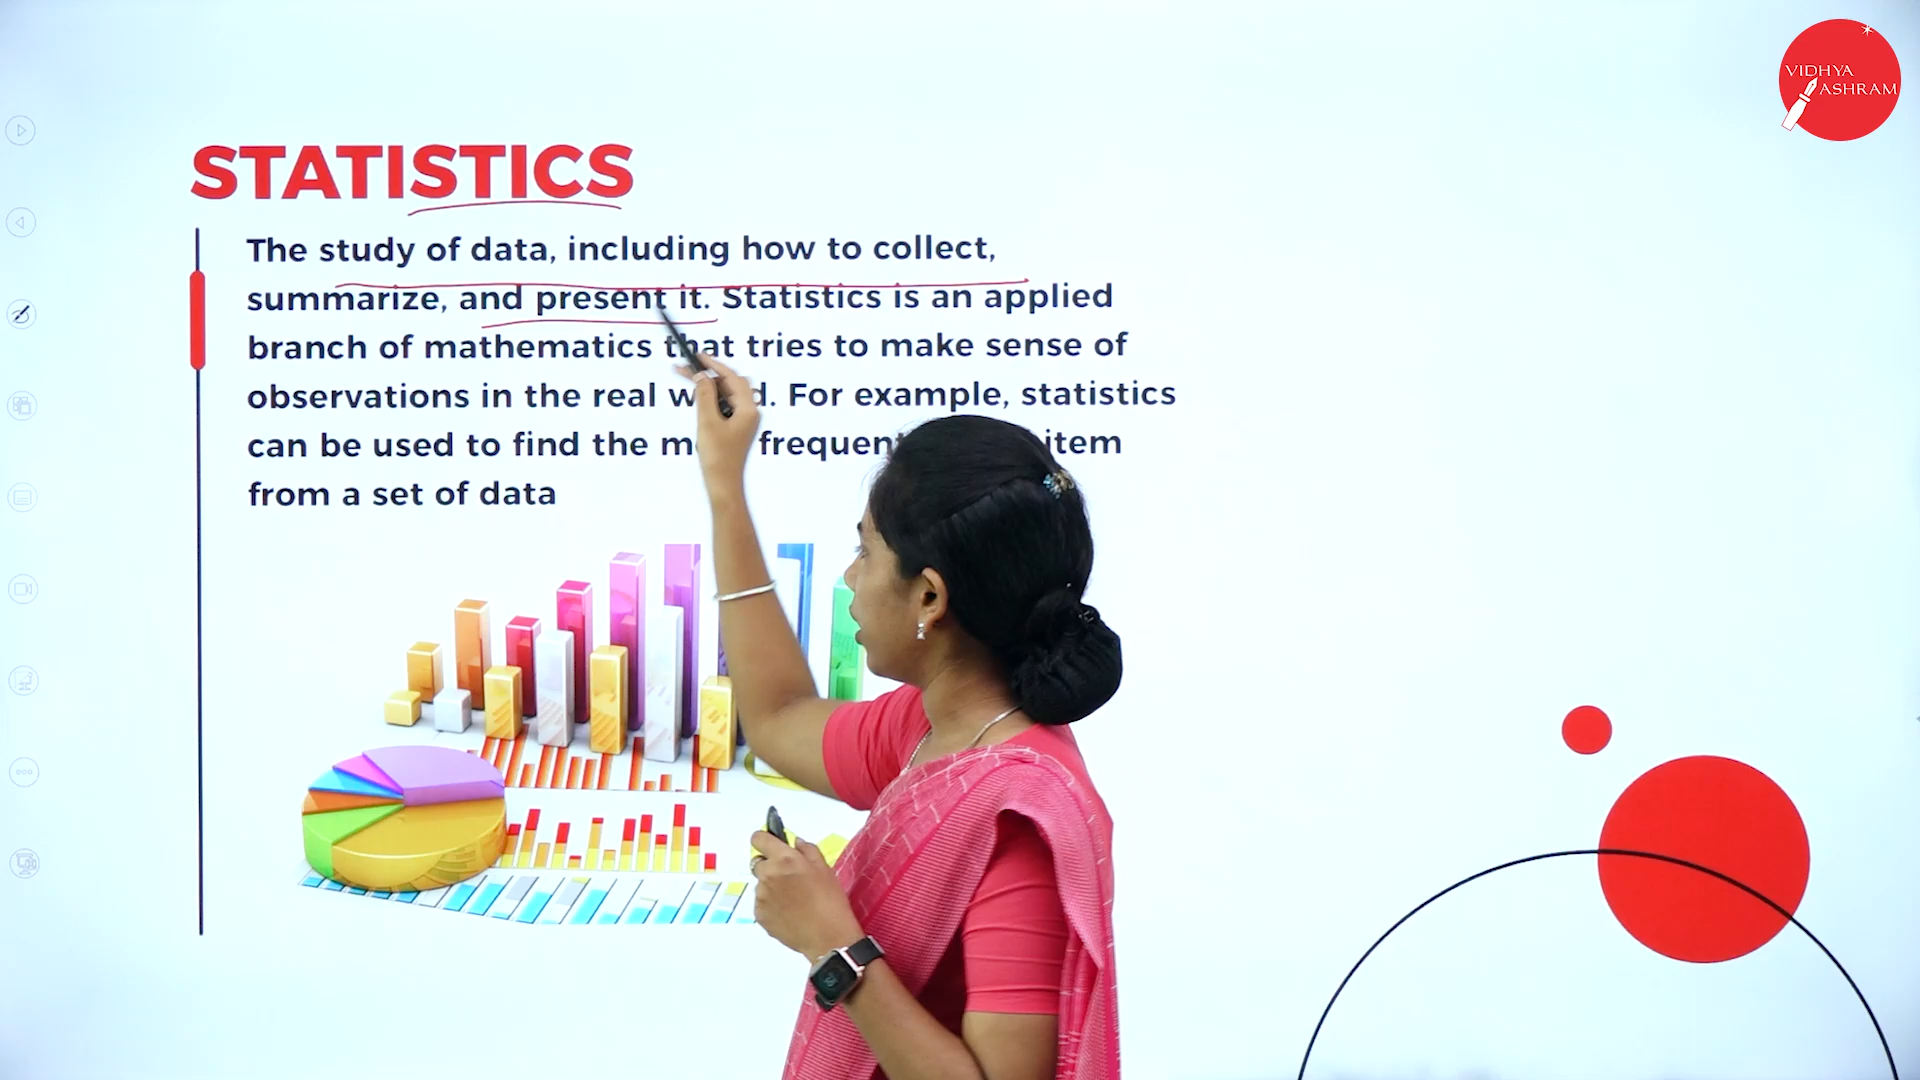 VIDHYA
ASHRAM
STATISTICS
The study of data, including how to collect,
summarize, and present it. Statistics is an applied
branch of mathematics that tries to make sense of
observations in the real For example, statistics
can be used to find the item
from a set of data